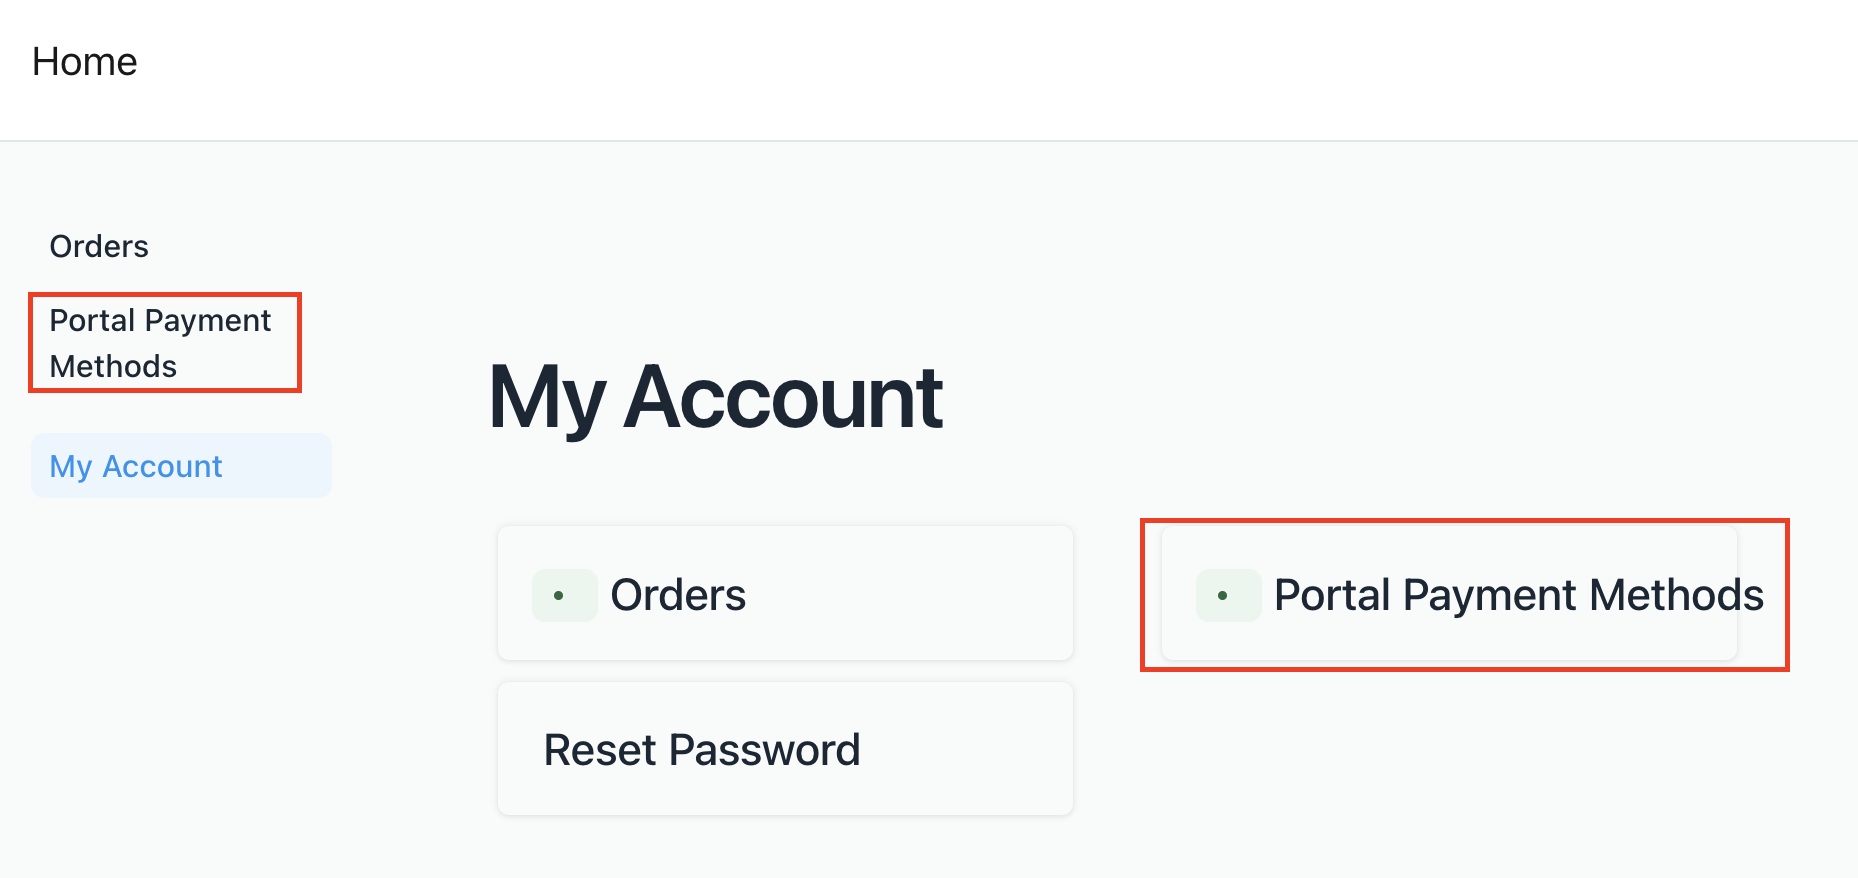 Home
Orders
Portal Payment
Methods
My Account
My Account
Orders
Portal Payment Methods
Reset Password